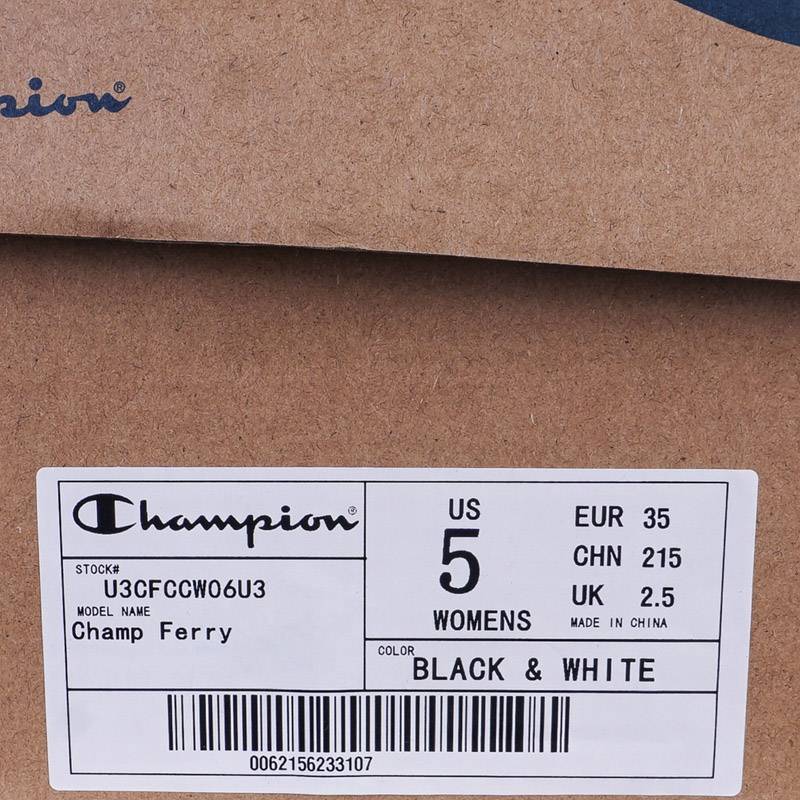 pion®
Champion®
STOCK#
U3CFCCW06U3
MODEL NAME
Champ Ferry
US
5
WOMENS
EUR 35
CHN 215
UK 2.5
MADE IN CHINA
COLOR
BLACK & WHITE
0062156233107